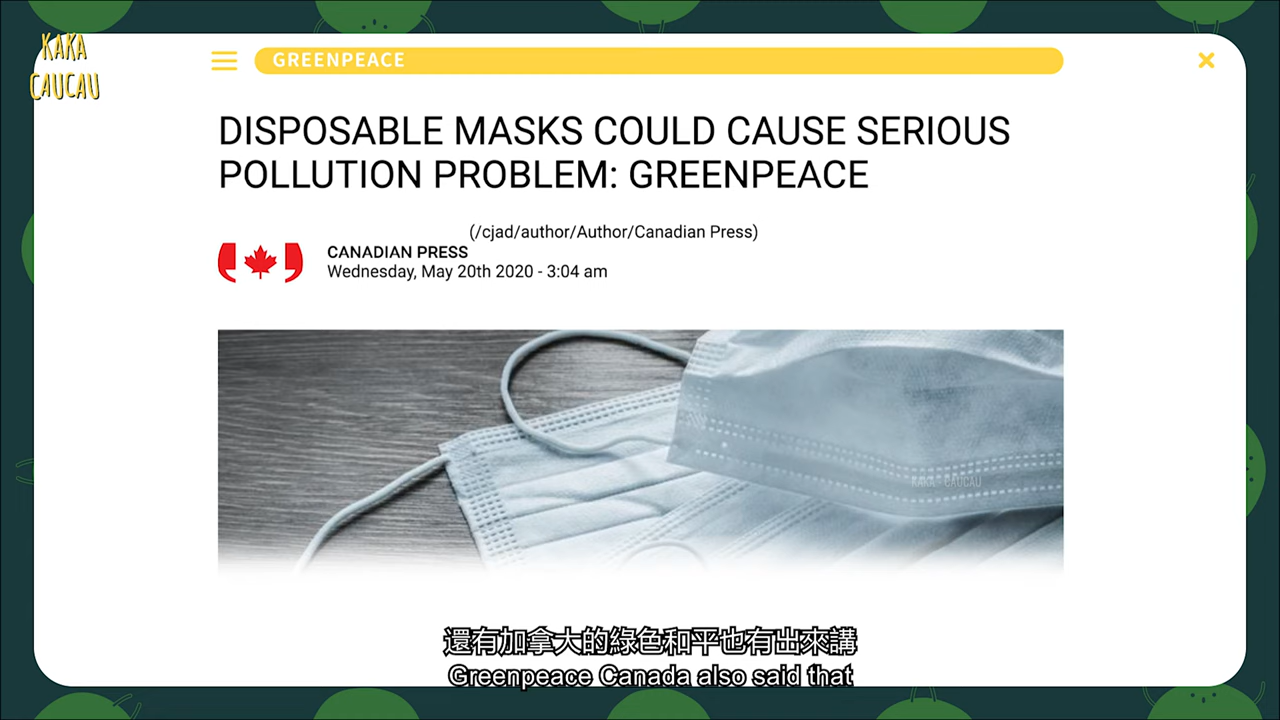 KAKA
CAUCAU
GREENPEACE
DISPOSABLE MASKS COULD CAUSE SERIOUS
POLLUTION PROBLEM: GREENPEACE
(/cjad/author/Author/Canadian Press)
CANADIAN PRESS
Wednesday, May 20th 2020 - 3:04 am
KAKA CAUCAU
還有加拿大的綠色和平也有出來講
Greenpeace Canada also said that